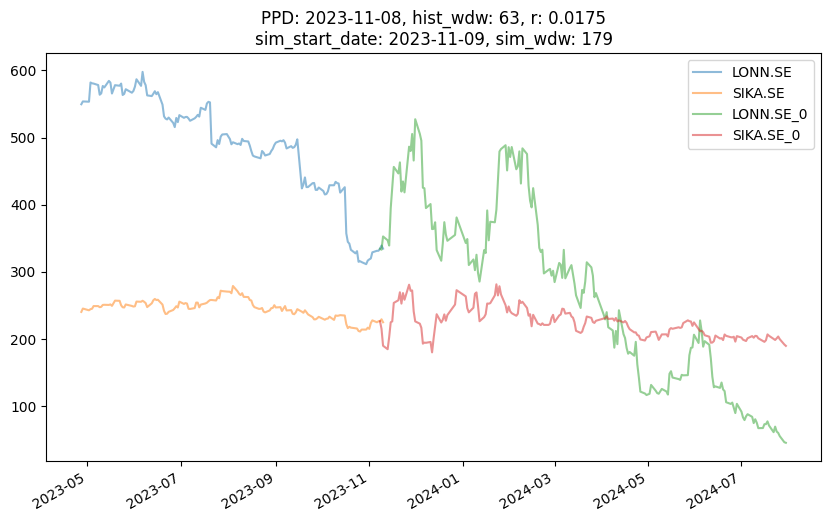 PPD: 2023-11-08, hist_wdw: 63, r: 0.0175
sim_start_date: 2023-11-09, sim_wdw: 179
600
500
400
300
200
100
LONN.SE
SIKA.SE
LONN.SE_0
SIKA.SE_0
2023-05
2023-07
2023-09
2023-11
2024-01
2024-03
2024-05
2024-07